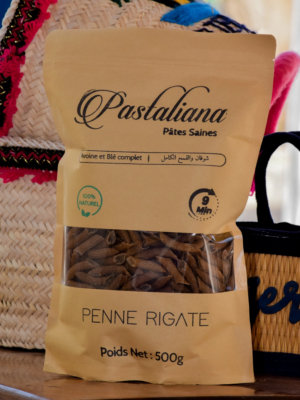 Pastaliana
Pâtes Saines
Avoine et Blé complet | شوفان والقمح الكامل
100%
NATUREL
9
Min
PENNE RIGATE
Poids Net : 500g